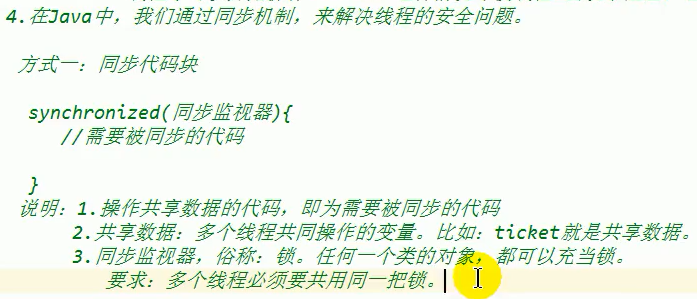 4.在Java中，我们通过同步机制，来解决线程的安全问题。
方式一：同步代码块
synchronized(同步监视器){
//需要被同步的代码
}
说明：1.操作共享数据的代码，即为需要被同步的代码
2.共享数据：多个线程共同操作的变量。比如：ticket就是共享数据。
3.同步监视器，俗称：锁。任何一个类的对象，都可以充当锁。
要求：多个线程必须要共用同一把锁。